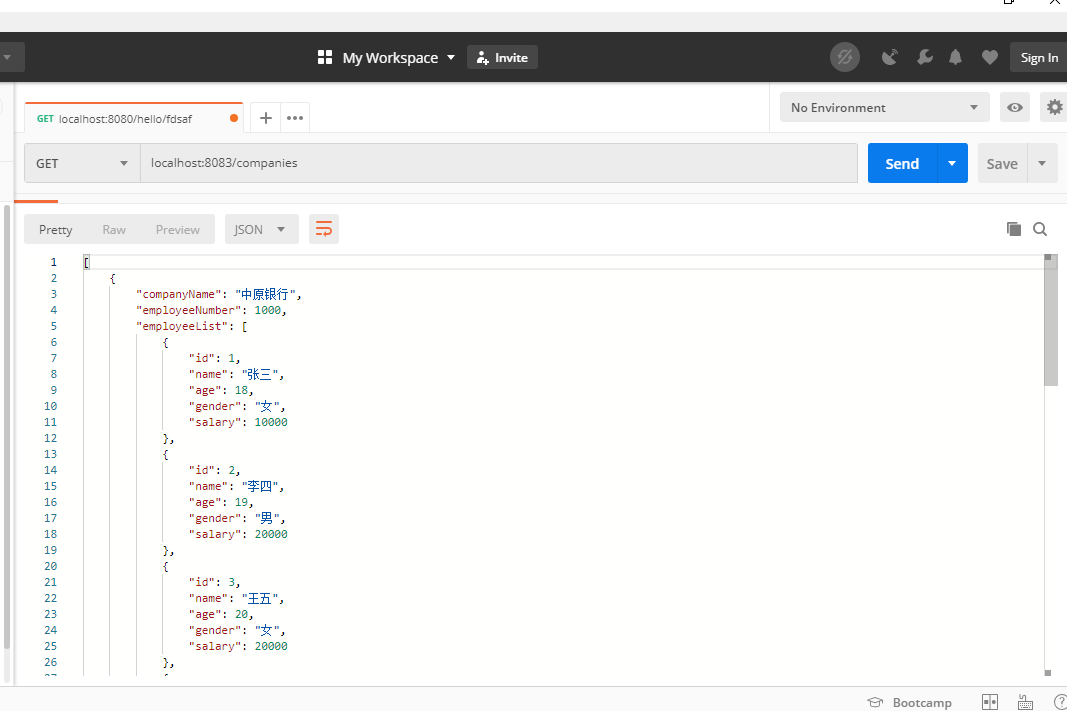 My Workspace Invite Sign In
GET localhost:8080/hello/fdsaf + ••• No Environment
GET localhost:8083/companies Send Save
Pretty Raw Preview JSON
1 [
2 {
3 "companyName": "中原银行",
4 "employeeNumber": 1000,
5 "employeeList": [
6 {
7 "id": 1,
8 "name": "张三",
9 "age": 18,
10 "gender": "女",
11 "salary": 10000
12 },
13 {
14 "id": 2,
15 "name": "李四",
16 "age": 19,
17 "gender": "男",
18 "salary": 20000
19 },
20 {
21 "id": 3,
22 "name": "王五",
23 "age": 20,
24 "gender": "女",
25 "salary": 20000
26 },
Bootcamp